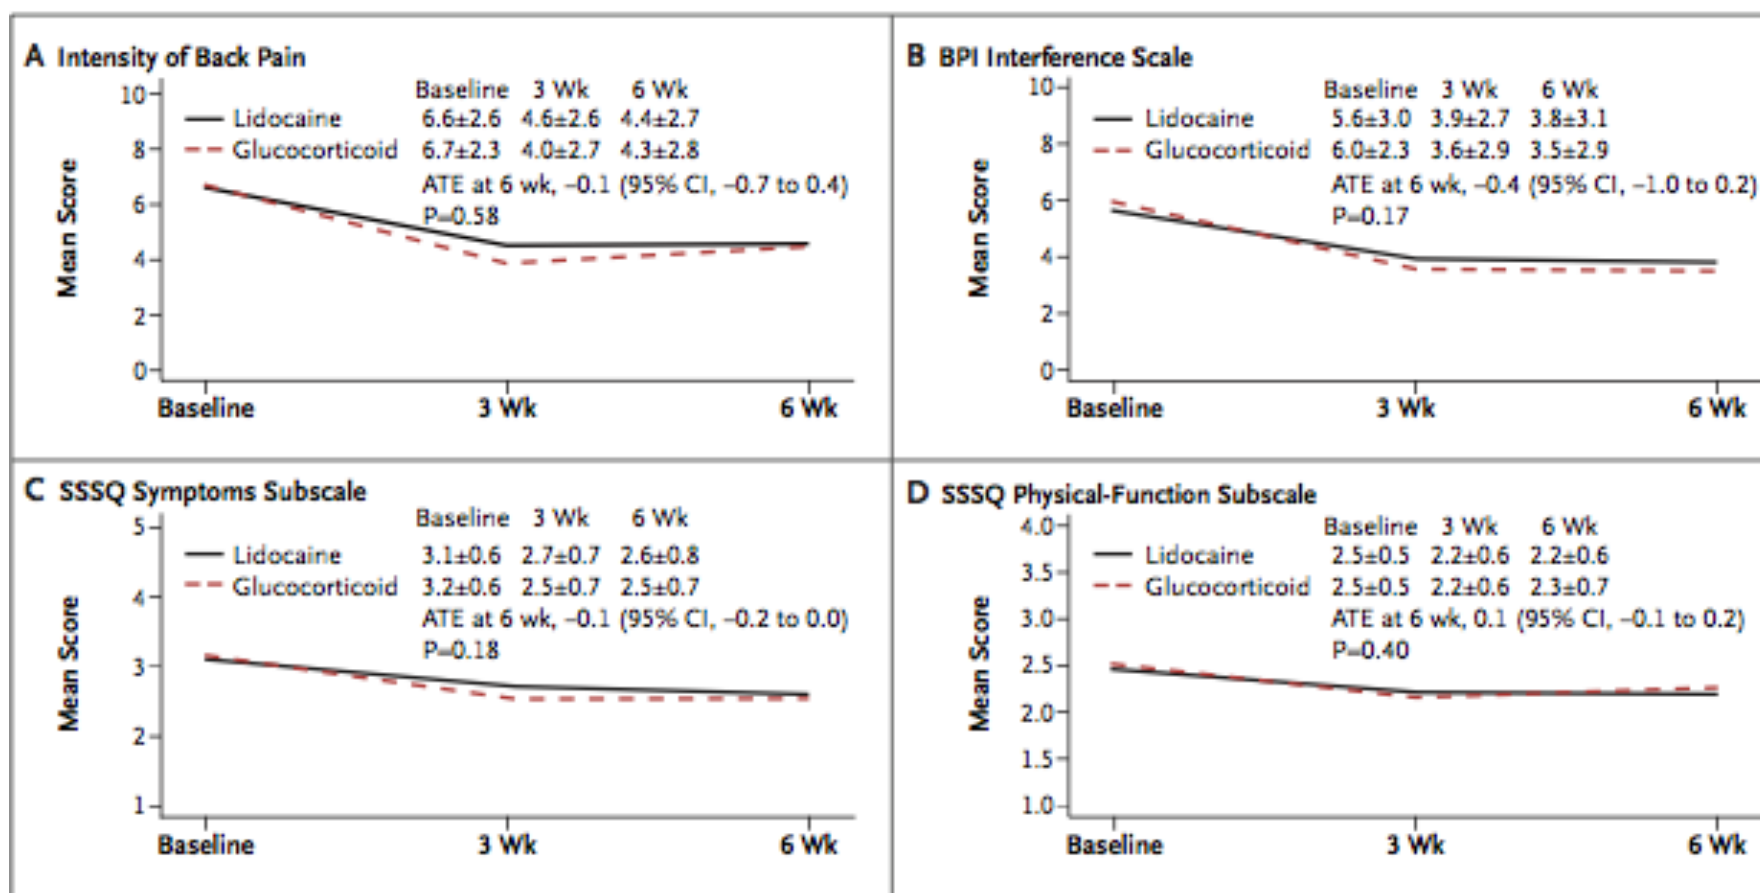 A Intensity of Back Pain
Baseline 3 Wk 6 Wk
Lidocaine 6.6±2.6 4.6±2.6 4.4±2.7
Glucocorticoid 6.7±2.3 4.0±2.7 4.3±2.8
ATE at 6 wk, –0.1 (95% CI, –0.7 to 0.4)
P=0.58
Mean Score
10
8
6
4
2
0
Baseline 3 Wk 6 Wk
B BPI Interference Scale
Baseline 3 Wk 6 Wk
Lidocaine 5.6±3.0 3.9±2.7 3.8±3.1
Glucocorticoid 6.0±2.3 3.6±2.9 3.5±2.9
ATE at 6 wk, –0.4 (95% CI, –1.0 to 0.2)
P=0.17
Mean Score
10
8
6
4
2
0
Baseline 3 Wk 6 Wk
C SSSQ Symptoms Subscale
Baseline 3 Wk 6 Wk
Lidocaine 3.1±0.6 2.7±0.7 2.6±0.8
Glucocorticoid 3.2±0.6 2.5±0.7 2.5±0.7
ATE at 6 wk, –0.1 (95% CI, –0.2 to 0.0)
P=0.18
Mean Score
5
4
3
2
1
Baseline 3 Wk 6 Wk
D SSSQ Physical-Function Subscale
Baseline 3 Wk 6 Wk
Lidocaine 2.5±0.5 2.2±0.6 2.2±0.6
Glucocorticoid 2.5±0.5 2.2±0.6 2.3±0.7
ATE at 6 wk, 0.1 (95% CI, –0.1 to 0.2)
P=0.40
Mean Score
4.0
3.5
3.0
2.5
2.0
1.5
1.0
Baseline 3 Wk 6 Wk